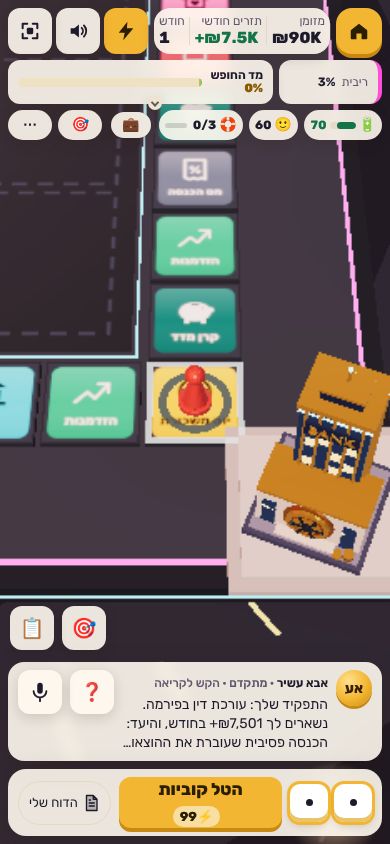 מזומן
₪90K
תזרים חודשי
+₪7.5K
חודש
1
ריבית 3%
מד החופש
0%
70
60
0/3
...
מס הכנסה
הזדמנות
קרן מדד
הזדמנות
BANK
אע
אבא עשיר • מתקדם • הקש לקריאה
התפקיד שלך: עורכת דין בפירמה.
נשארים לך ₪7,501+ בחודש, והיעד:
הכנסה פסיבית שעוברת את ההוצאו...
הטל קוביות
⚡ 99
הדוח שלי